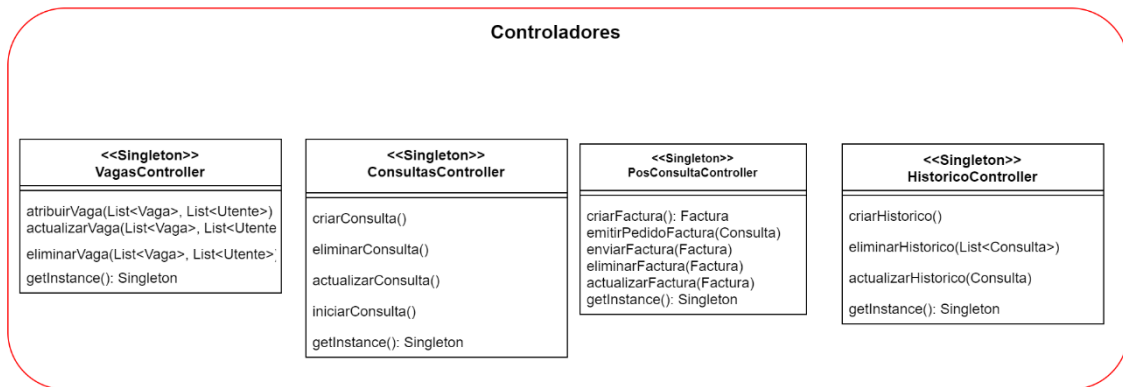 Controladores
<<Singleton>>
VagasController
atribuirVaga(List<Vaga>, List<Utente>)
actualizarVaga(List<Vaga>, List<Utente
eliminarVaga(List<Vaga>, List<Utente>)
getInstance(): Singleton
<<Singleton>>
ConsultasController
criarConsulta()
eliminarConsulta()
actualizarConsulta()
iniciarConsulta()
getInstance(): Singleton
<<Singleton>>
PosConsultaController
criarFactura(): Factura
emitirPedidoFactura(Consulta)
enviarFactura(Factura)
eliminarFactura(Factura)
actualizarFactura(Factura)
getInstance(): Singleton
<<Singleton>>
HistoricoController
criarHistorico()
eliminarHistorico(List<Consulta>)
actualizarHistorico(Consulta)
getInstance(): Singleton